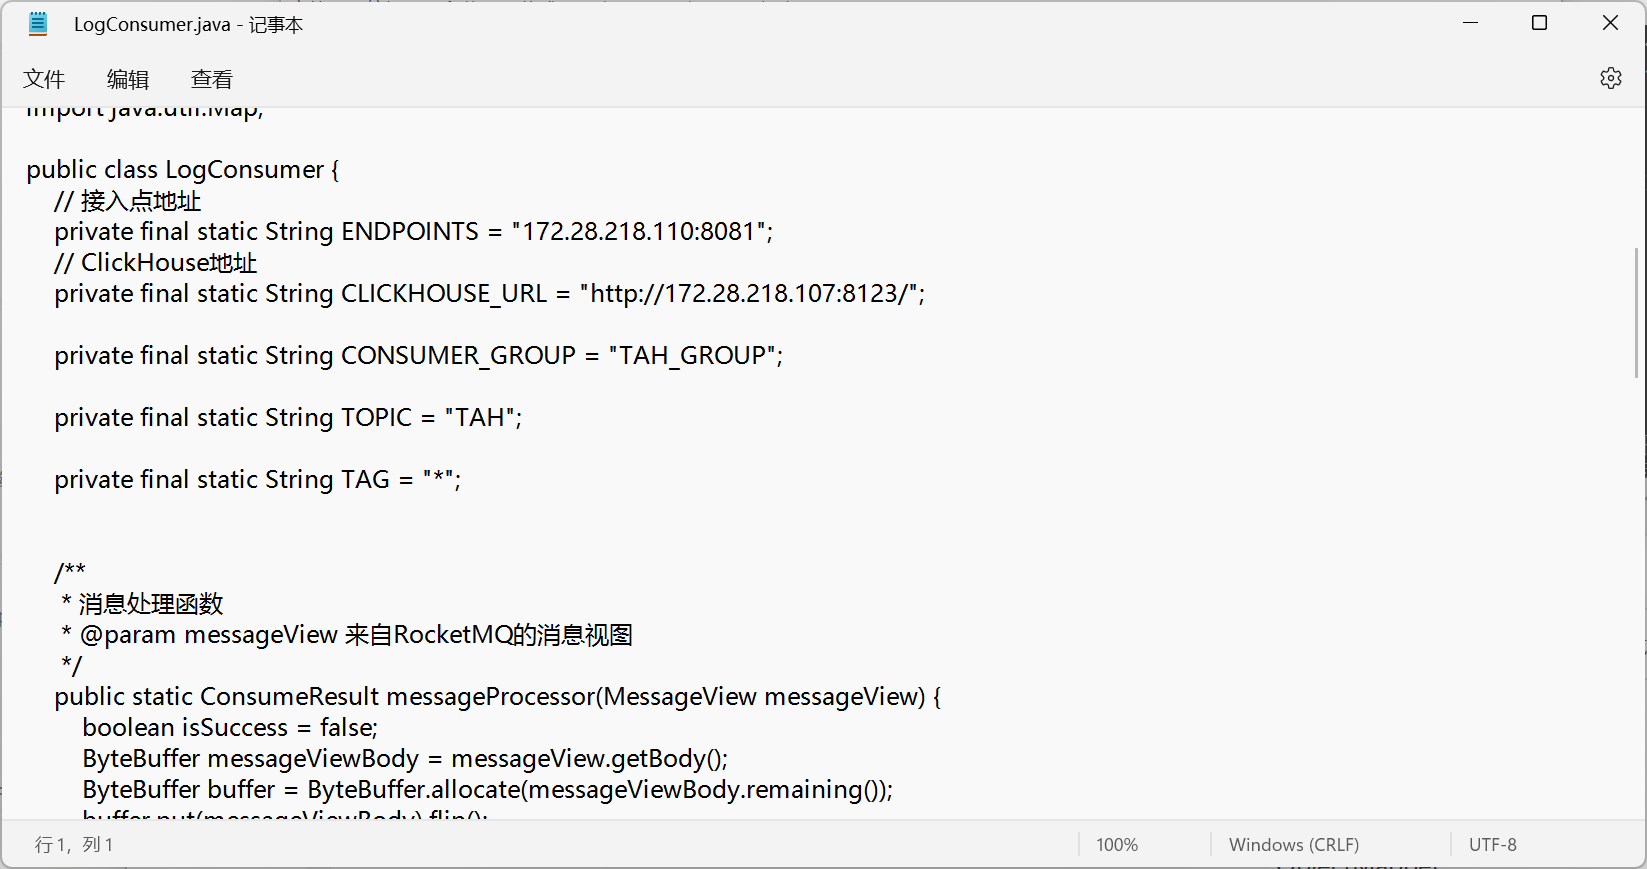 LogConsumer.java - 记事本
文件 编辑 查看
import java.util.Map;
public class LogConsumer {
// 接入点地址
private final static String ENDPOINTS = "172.28.218.110:8081";
// ClickHouse地址
private final static String CLICKHOUSE_URL = "http://172.28.218.107:8123/";
private final static String CONSUMER_GROUP = "TAH_GROUP";
private final static String TOPIC = "TAH";
private final static String TAG = "*";
/**
* 消息处理函数
* @param messageView 来自RocketMQ的消息视图
*/
public static ConsumeResult messageProcessor(MessageView messageView) {
boolean isSuccess = false;
ByteBuffer messageViewBody = messageView.getBody();
ByteBuffer buffer = ByteBuffer.allocate(messageViewBody.remaining());
buffer.put(messageViewBody).flip();
行 1，列 1 100% Windows (CRLF) UTF-8